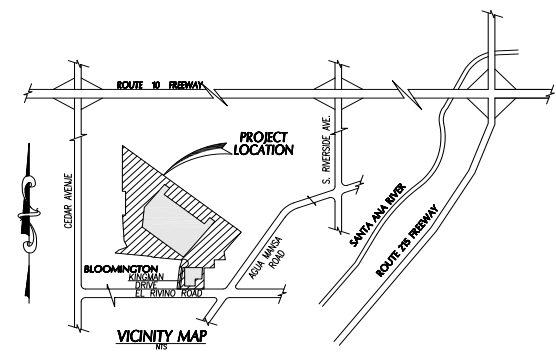 ROUTE 10 FREEWAY
PROJECT
LOCATION
CEDAR AVENJE
S. RIVERSIDE AVE.
SANTA ANA RIVER
ROUTE 215 FREEWAY
AGUA MANSA
ROAD
BLOOMINGTON
KINGMAN
DRIVE
EL RIVINO ROAD
VICINITY MAP
NTS